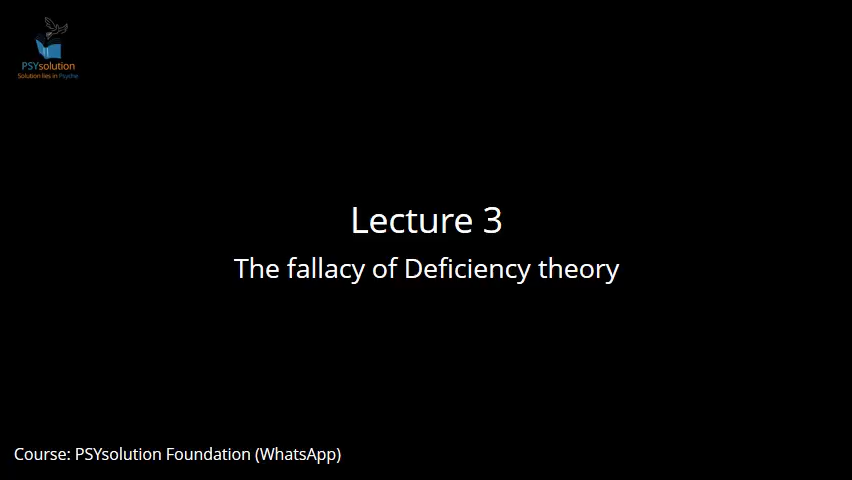 PSYsolution
Solution lies in Psyche
Lecture 3
The fallacy of Deficiency theory
Course: PSYsolution Foundation (WhatsApp)